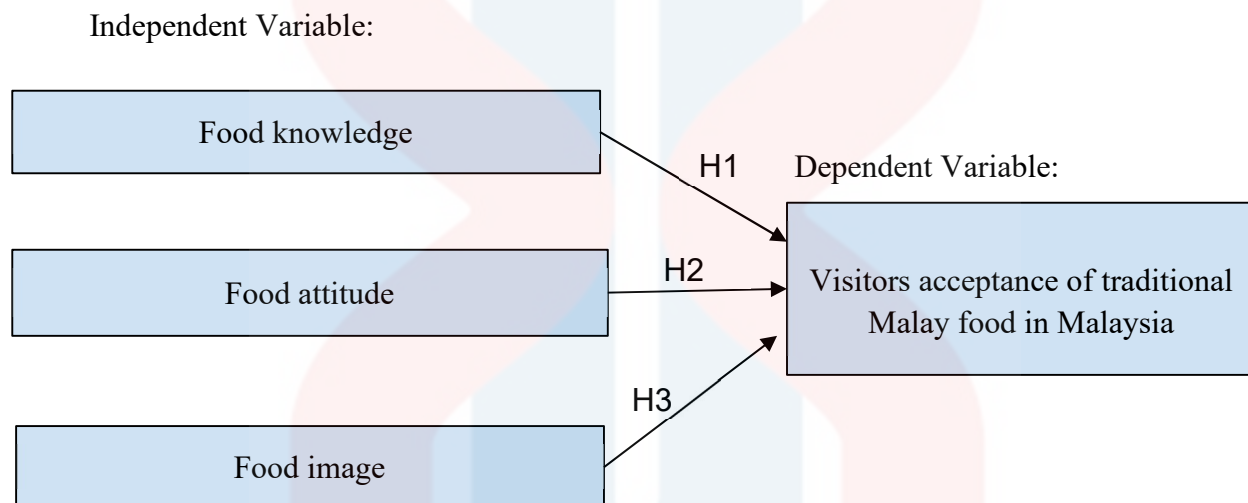 Independent Variable:
Food knowledge
H1
Dependent Variable:
Food attitude
H2
Visitors acceptance of traditional
Malay food in Malaysia
H3
Food image